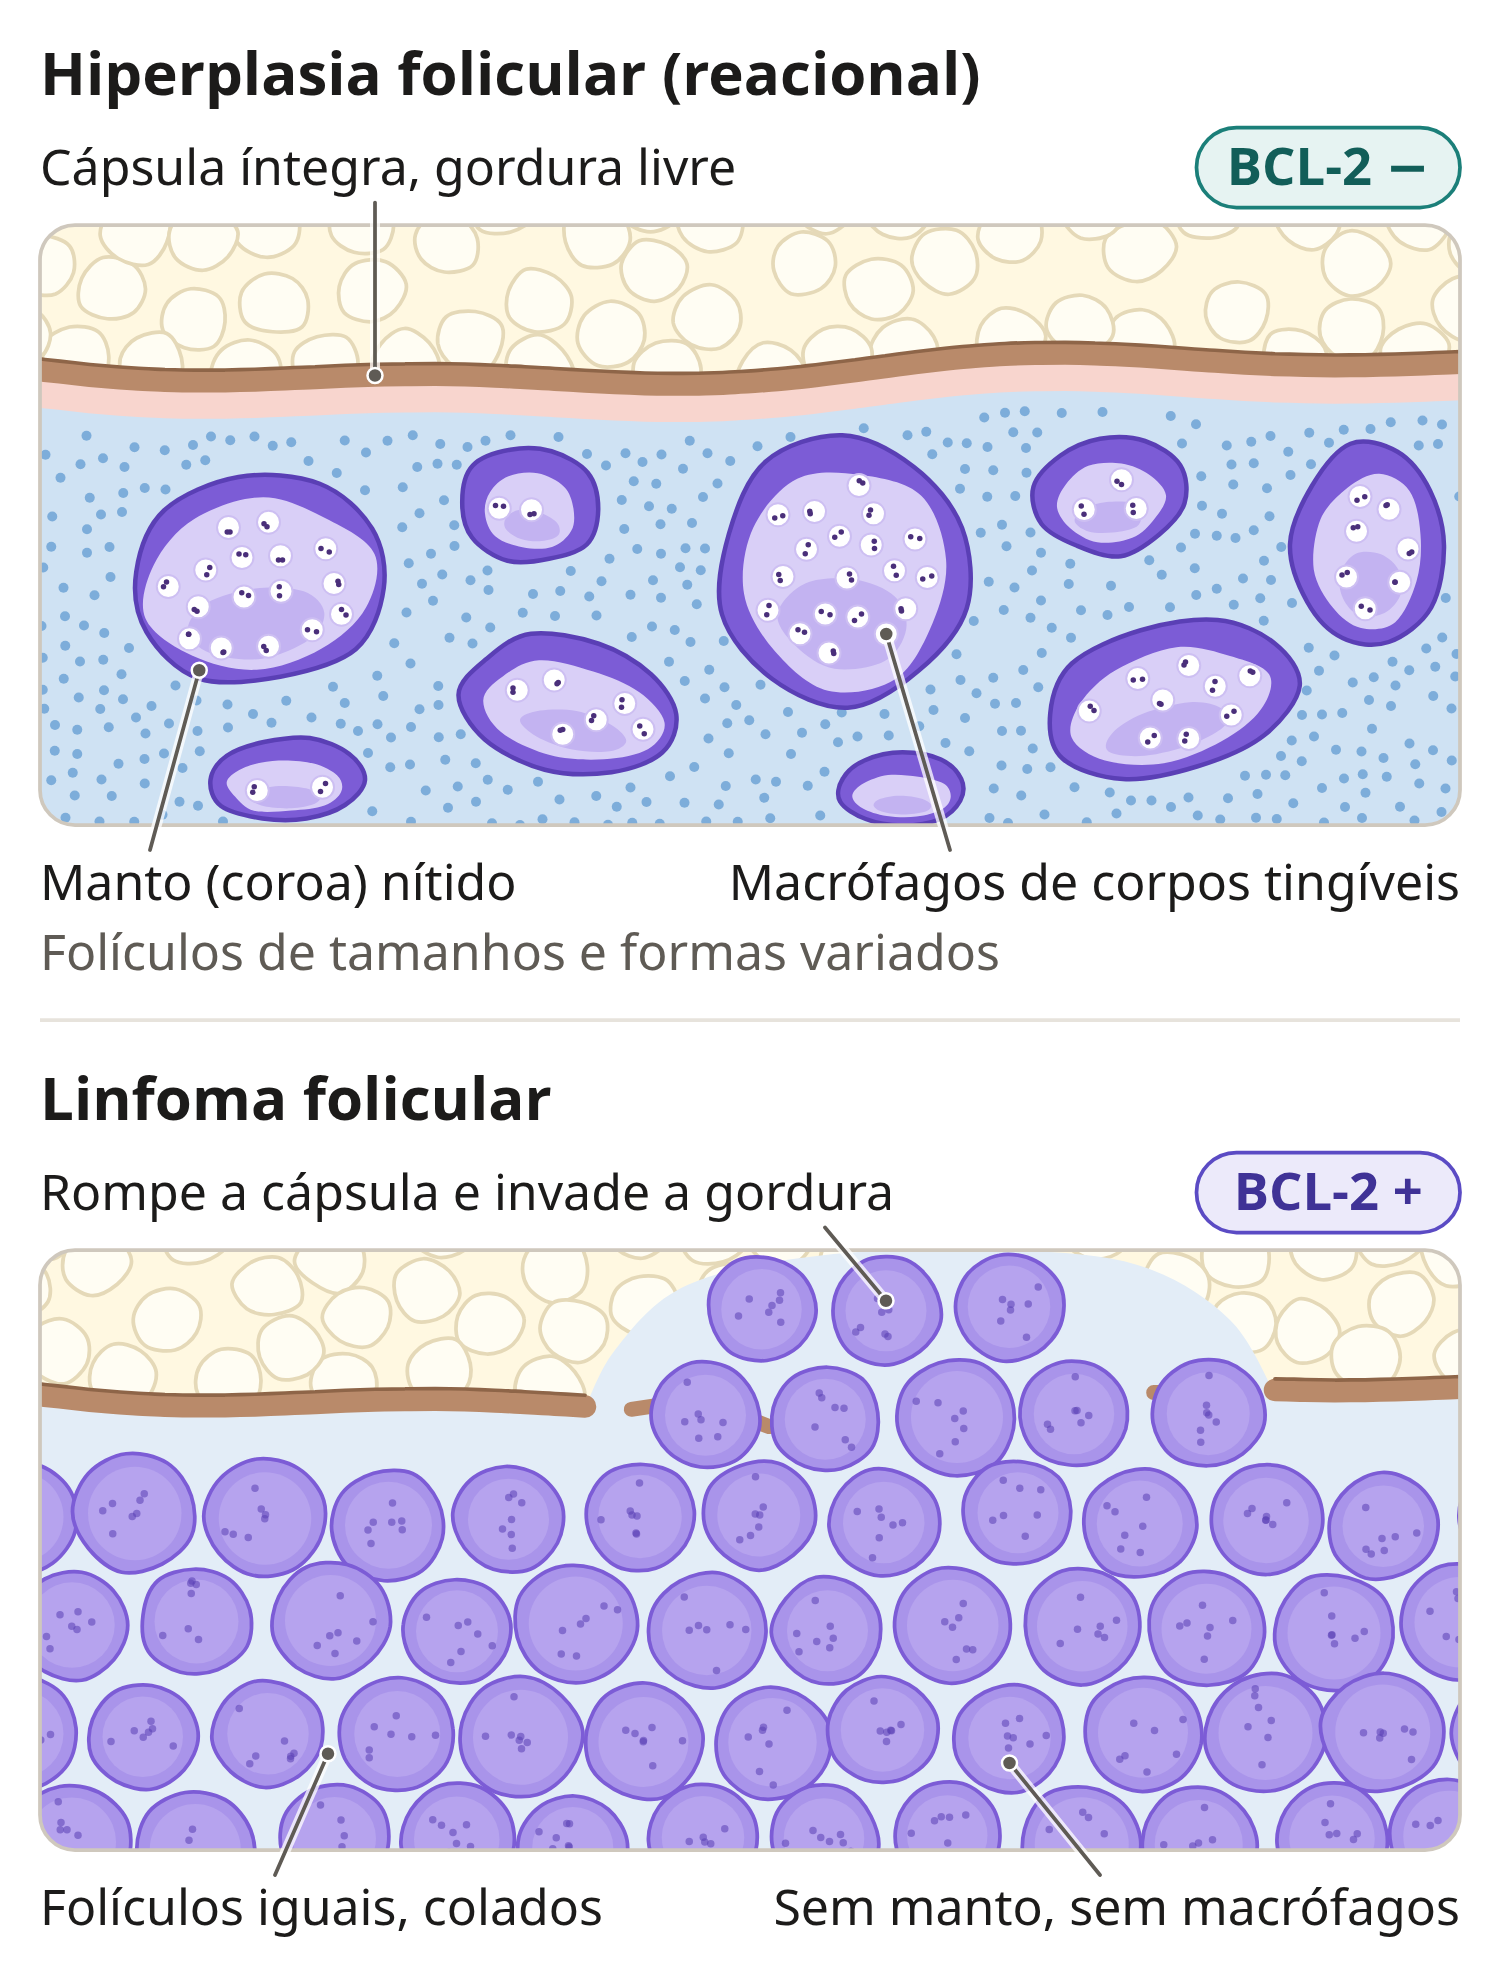 Hiperplasia folicular (reacional)
Cápsula íntegra, gordura livre
BCL-2 −
Manto (coroa) nítido
Macrófagos de corpos tingíveis
Folículos de tamanhos e formas variados
Linfoma folicular
Rompe a cápsula e invade a gordura
BCL-2 +
Folículos iguais, colados
Sem manto, sem macrófagos